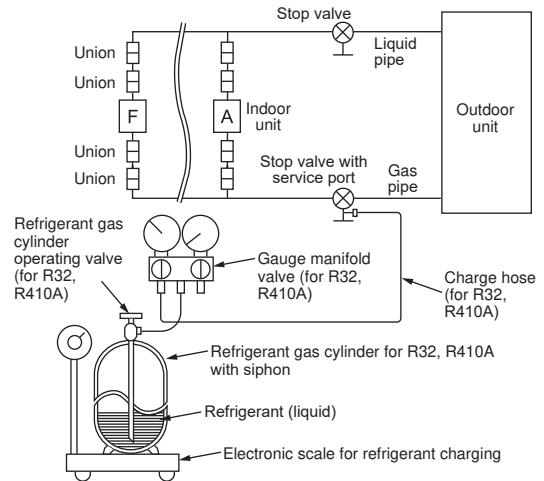 Stop valve
Liquid
pipe
Union
Union
F
A
Indoor
unit
Outdoor
unit
Union
Union
Stop valve with
service port
Gas
pipe
Refrigerant gas
cylinder
operating valve
(for R32,
R410A)
Gauge manifold
valve (for R32,
R410A)
Charge hose
(for R32,
R410A)
Refrigerant gas cylinder for R32, R410A
with siphon
Refrigerant (liquid)
Electronic scale for refrigerant charging